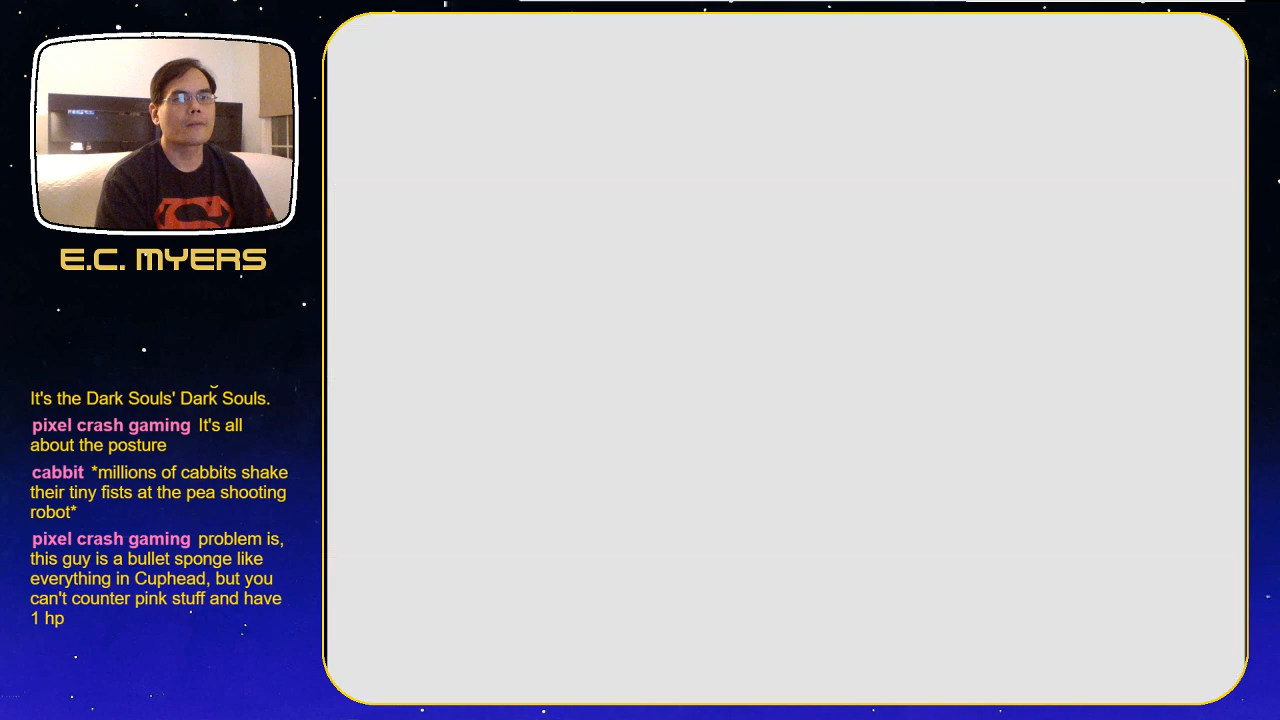 E.C. MYERS
It's the Dark Souls' Dark Souls.
pixel crash gaming It's all
about the posture
cabbit *millions of cabbits shake
their tiny fists at the pea shooting
robot*
pixel crash gaming problem is,
this guy is a bullet sponge like
everything in Cuphead, but you
can't counter pink stuff and have
1 hp